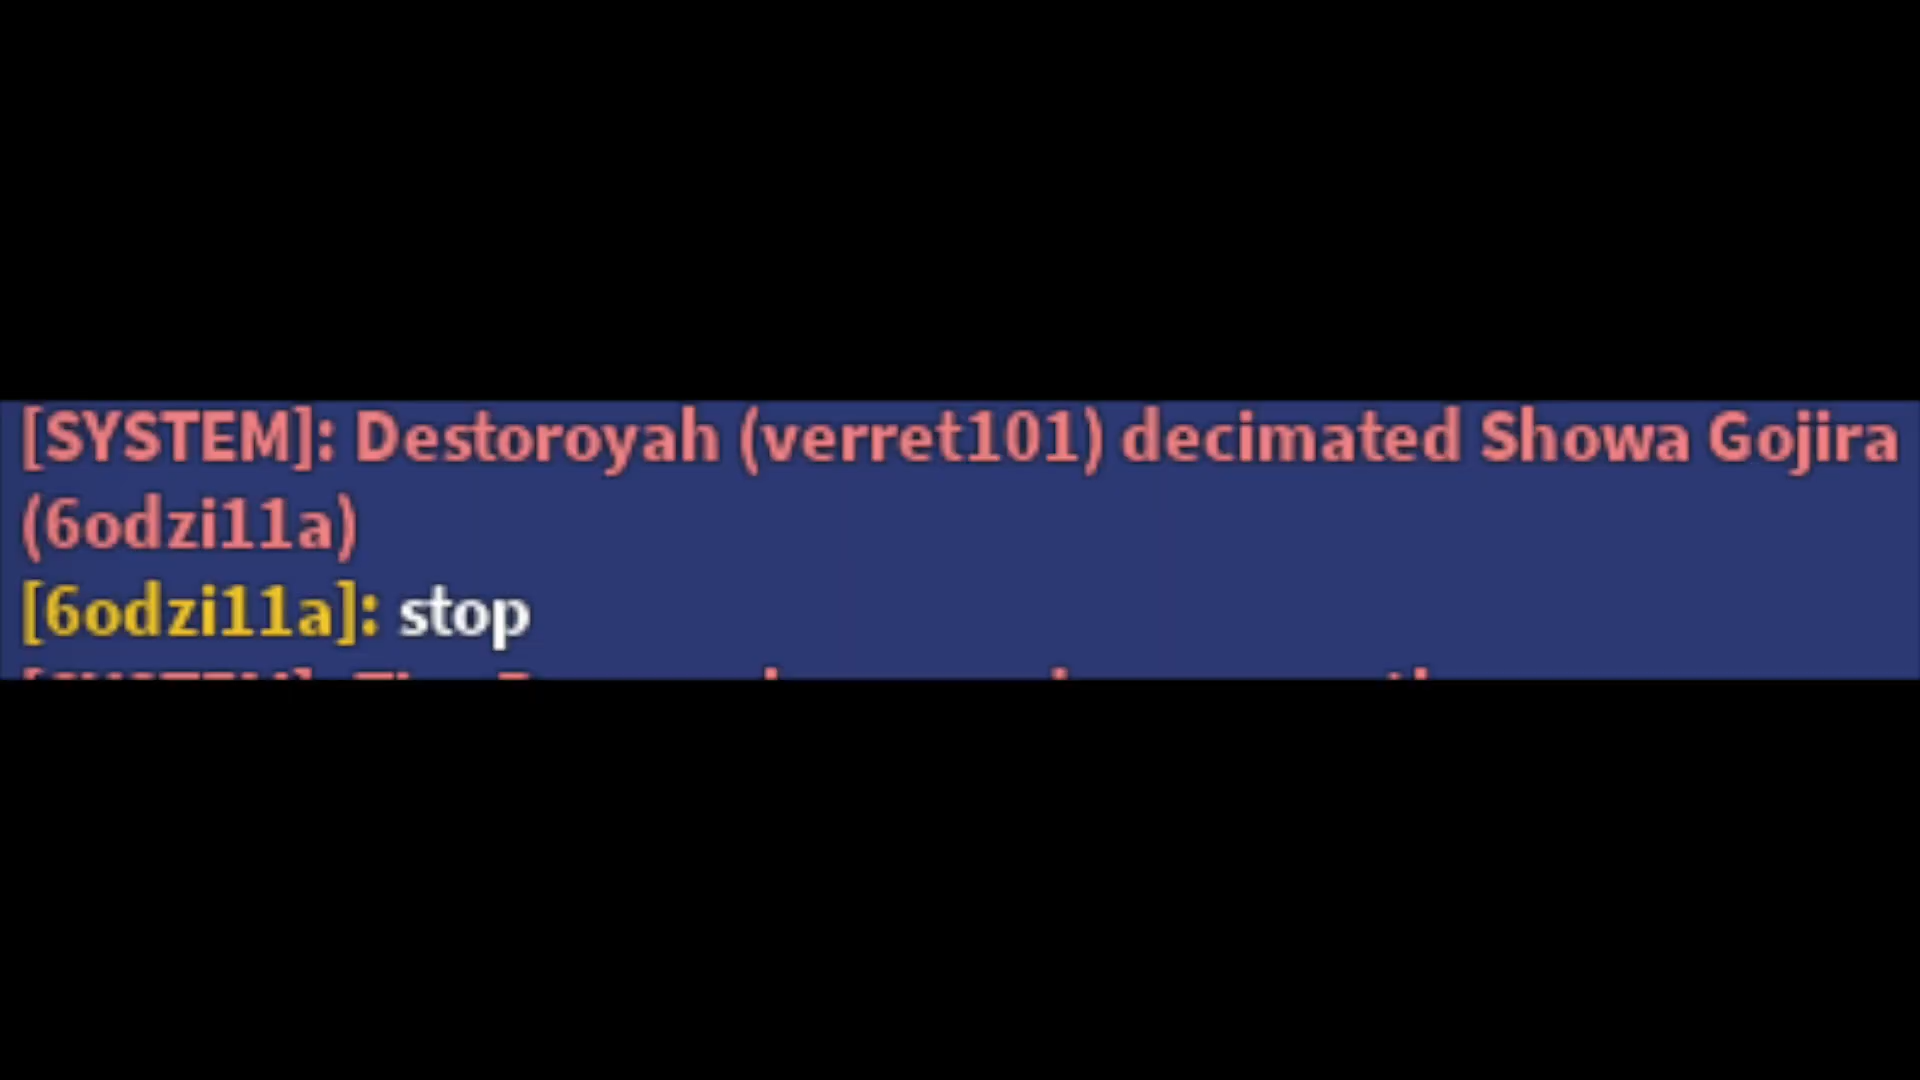 [SYSTEM]: Destoroyah (verret101) decimated Showa Gojira
(6odzi11a)
[6odzi11a]: stop